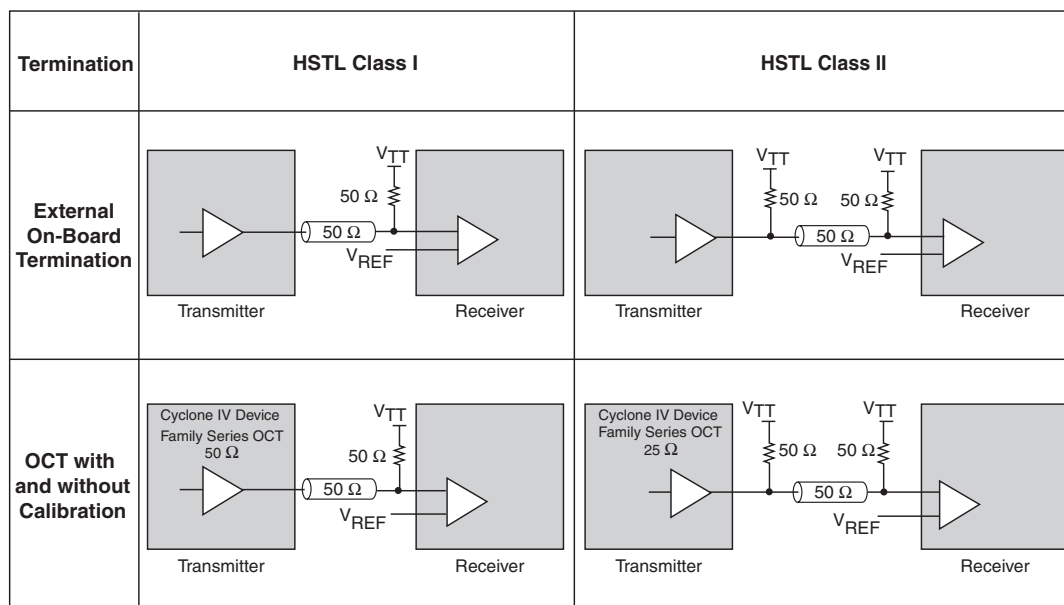 Termination
HSTL Class I
HSTL Class II
External
On-Board
Termination
VTT
50 Ω
50 Ω
VREF
Transmitter
Receiver
VTT
VTT
50 Ω
50 Ω
50 Ω
VREF
Transmitter
Receiver
OCT with
and without
Calibration
Cyclone IV Device
Family Series OCT
50 Ω
VTT
50 Ω
50 Ω
VREF
Transmitter
Receiver
Cyclone IV Device
Family Series OCT
25 Ω
VTT
VTT
50 Ω
50 Ω
50 Ω
VREF
Transmitter
Receiver